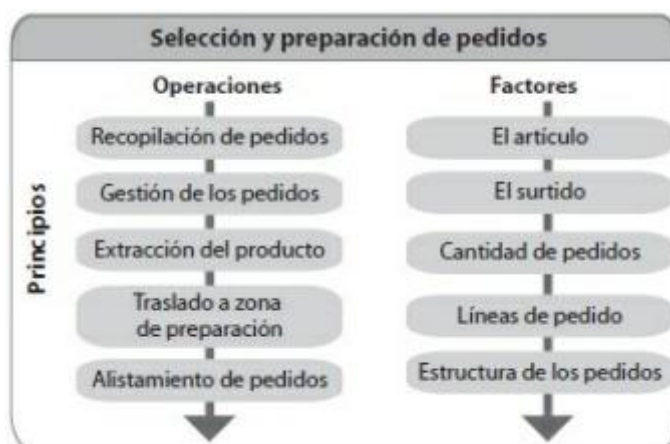 Selección y preparación de pedidos
Principios
Operaciones
Recopilación de pedidos
Gestión de los pedidos
Extracción del producto
Traslado a zona
de preparación
Alistamiento de pedidos
Factores
El artículo
El surtido
Cantidad de pedidos
Líneas de pedido
Estructura de los pedidos